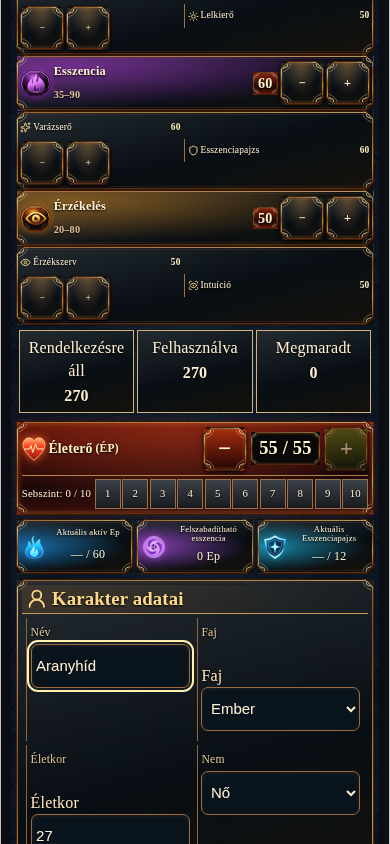 Lelkierő 50
− +
Esszencia
35–90
60 − +
Varázserő 60
− +
Esszenciapajzs 60
Érzékelés
20–80
50 − +
Érzékszerv 50
− +
Intuíció 50
Rendelkezésre
áll
270
Felhasználva
270
Megmaradt
0
Életerő (ÉP) − 55 / 55 +
Sebszint: 0 / 10 1 2 3 4 5 6 7 8 9 10
Aktuális aktív Ep
— / 60
Felszabadítható
esszencia
0 Ep
Aktuális
Esszenciapajzs
— / 12
Karakter adatai
Név
Aranyhíd
Faj
Faj
Ember
Életkor
Életkor
27
Nem
Nő